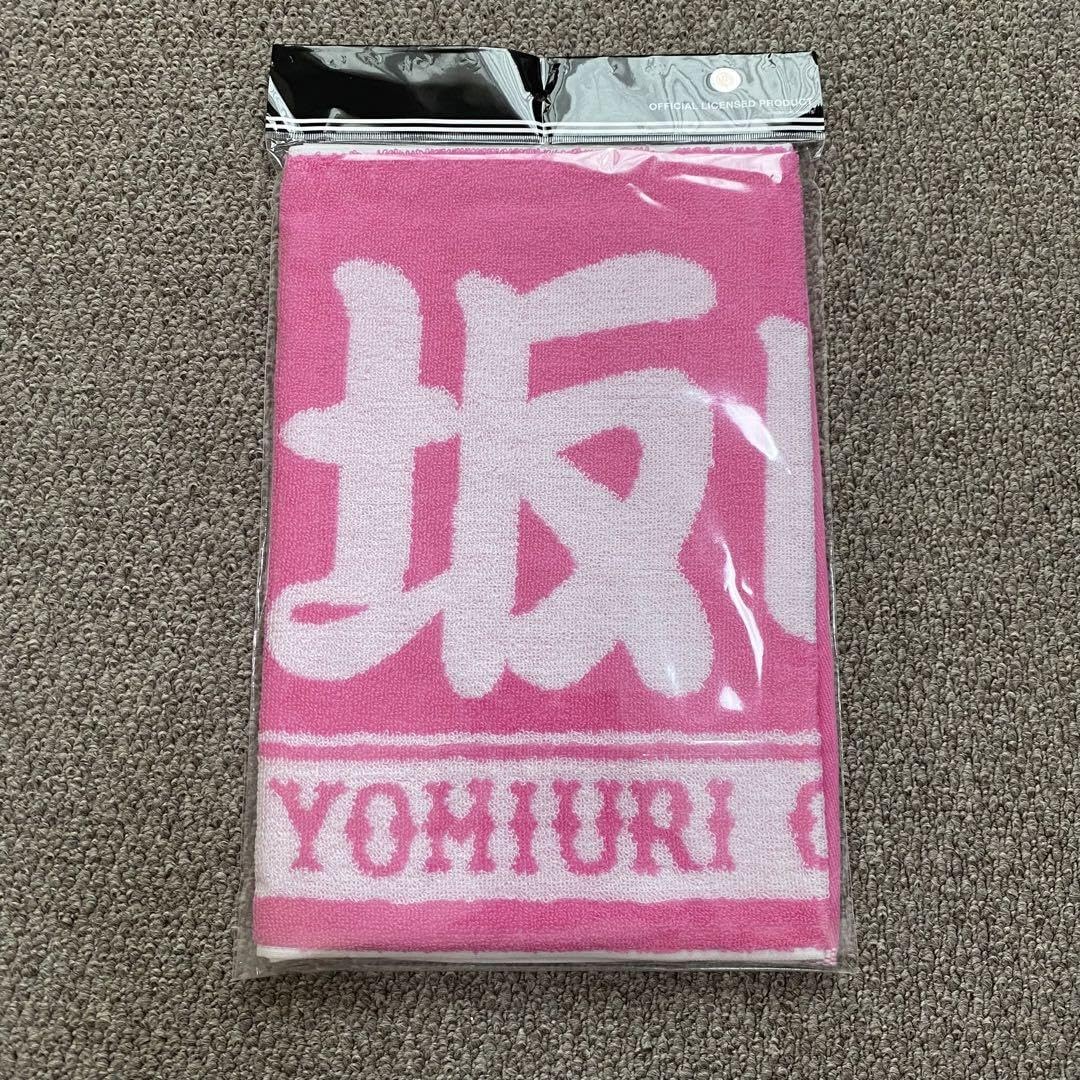 OFFICIAL LICENSED PRODUCT
坂
YOMIURI